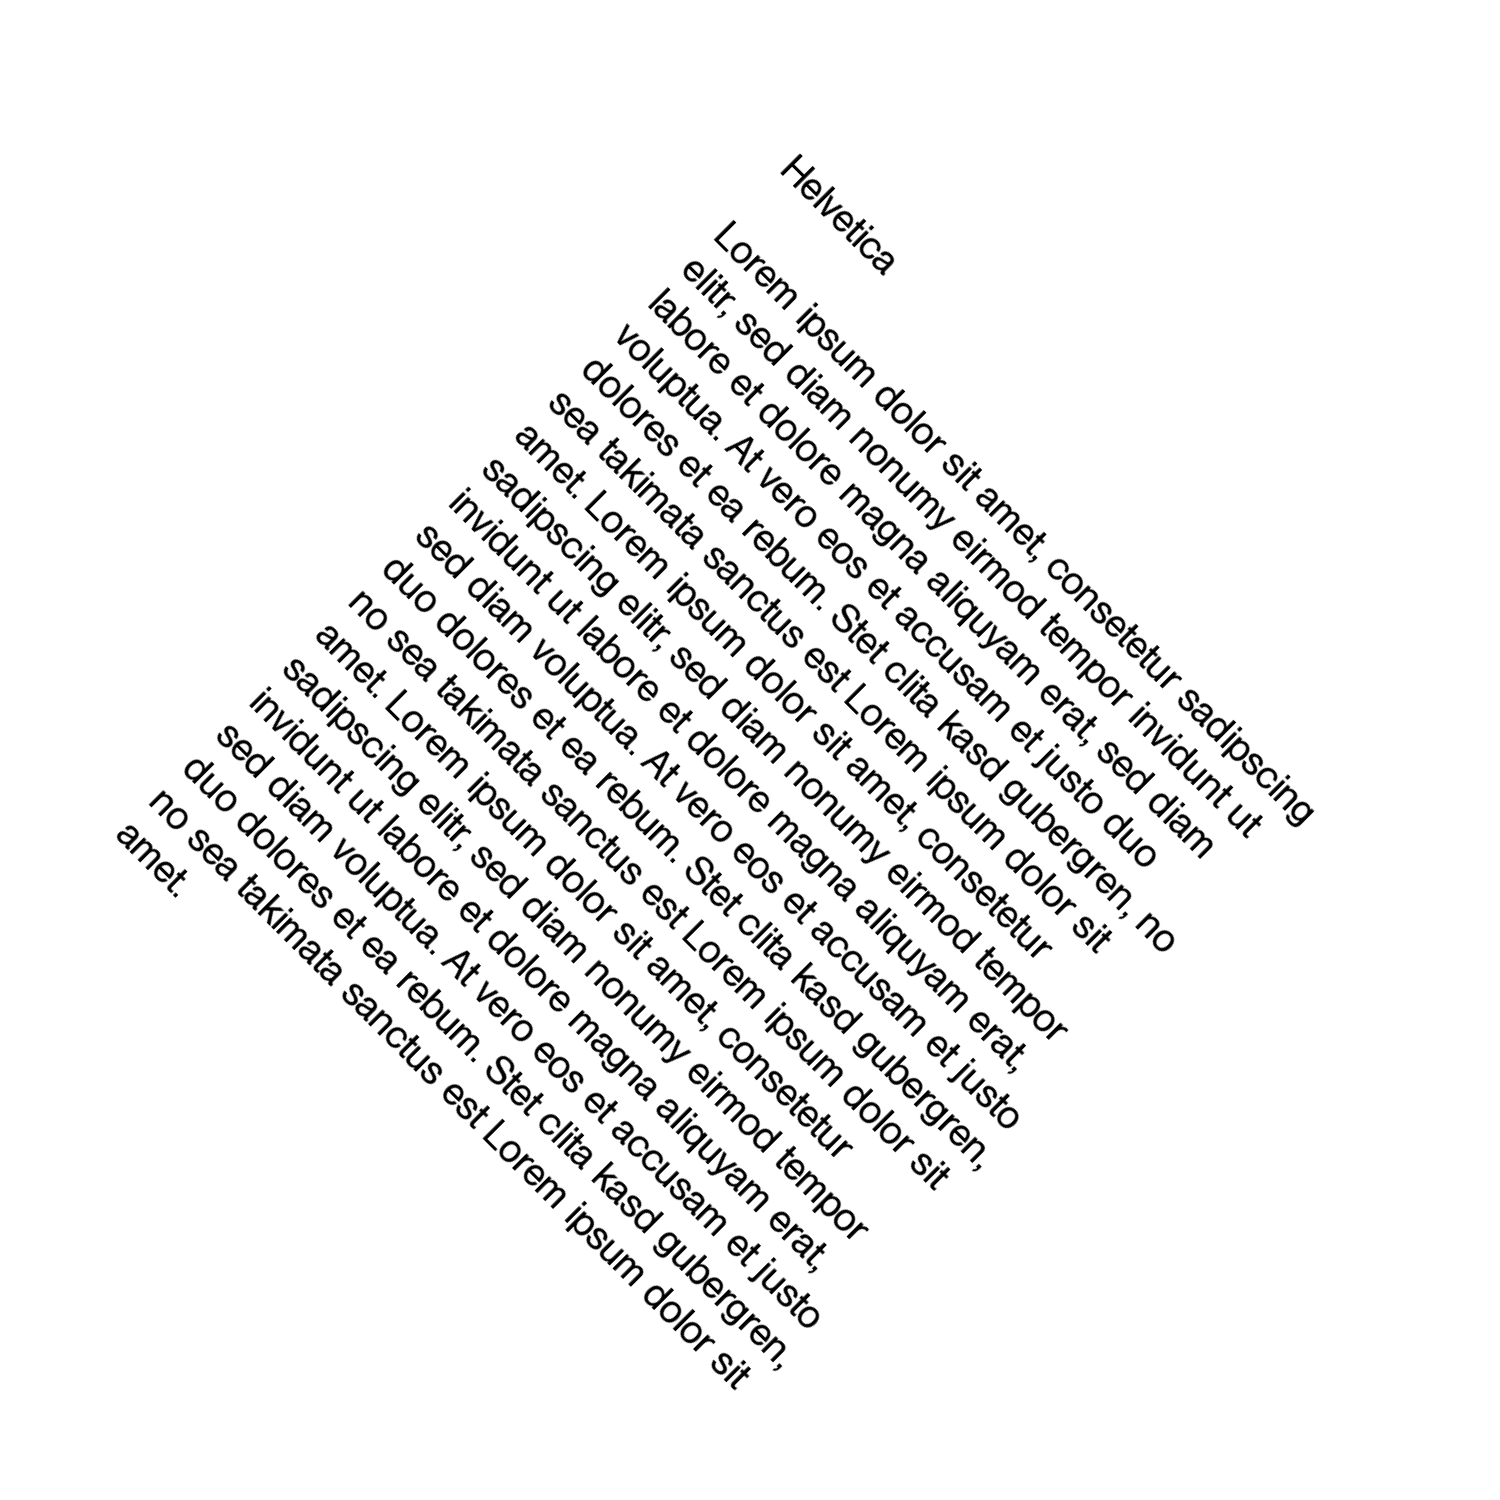 Helvetica
Lorem ipsum dolor sit amet, consetetur sadipscing
elitr, sed diam nonumy eirmod tempor invidunt ut
labore et dolore magna aliquyam erat, sed diam
voluptua. At vero eos et accusam et justo duo
dolores et ea rebum. Stet clita kasd gubergren, no
sea takimata sanctus est Lorem ipsum dolor sit
amet. Lorem ipsum dolor sit amet, consetetur
sadipscing elitr, sed diam nonumy eirmod tempor
invidunt ut labore et dolore magna aliquyam erat,
sed diam voluptua. At vero eos et accusam et justo
duo dolores et ea rebum. Stet clita kasd gubergren,
no sea takimata sanctus est Lorem ipsum dolor sit
amet. Lorem ipsum dolor sit amet, consetetur
sadipscing elitr, sed diam nonumy eirmod tempor
invidunt ut labore et dolore magna aliquyam erat,
sed diam voluptua. At vero eos et accusam et justo
duo dolores et ea rebum. Stet clita kasd gubergren,
no sea takimata sanctus est Lorem ipsum dolor sit
amet.